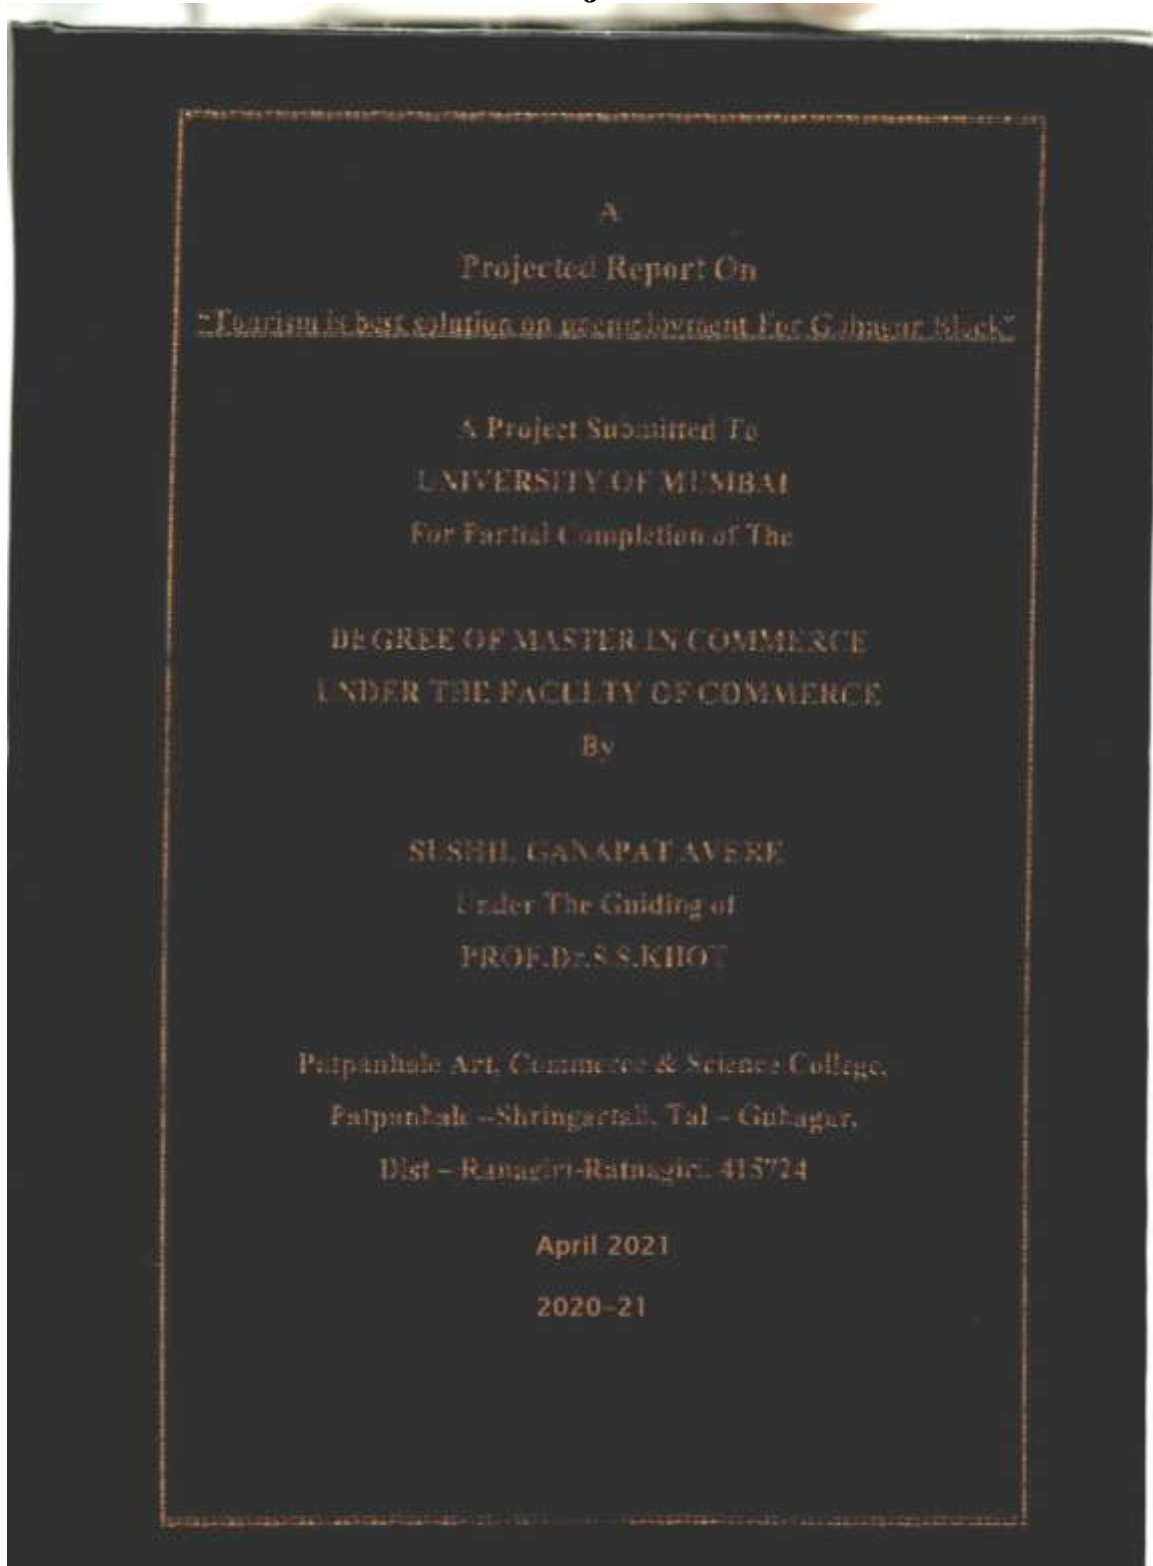 A
Projected Report On
"Tourism is best solution on unemployment For Guhagar Block"
A Project Submitted To
UNIVERSITY OF MUMBAI
For Partial Completion of The
DEGREE OF MASTER IN COMMERCE
UNDER THE FACULTY OF COMMERCE
By
SUSHIL GANAPAT AVERE
Under The Guiding of
PROF.Dr.S.S.KHOT
Patpanhale Art, Commerce & Science College,
Patpanhale –Shringartali, Tal – Guhagar,
Dist – Ranagiri-Ratnagiri. 415724
April 2021
2020-21